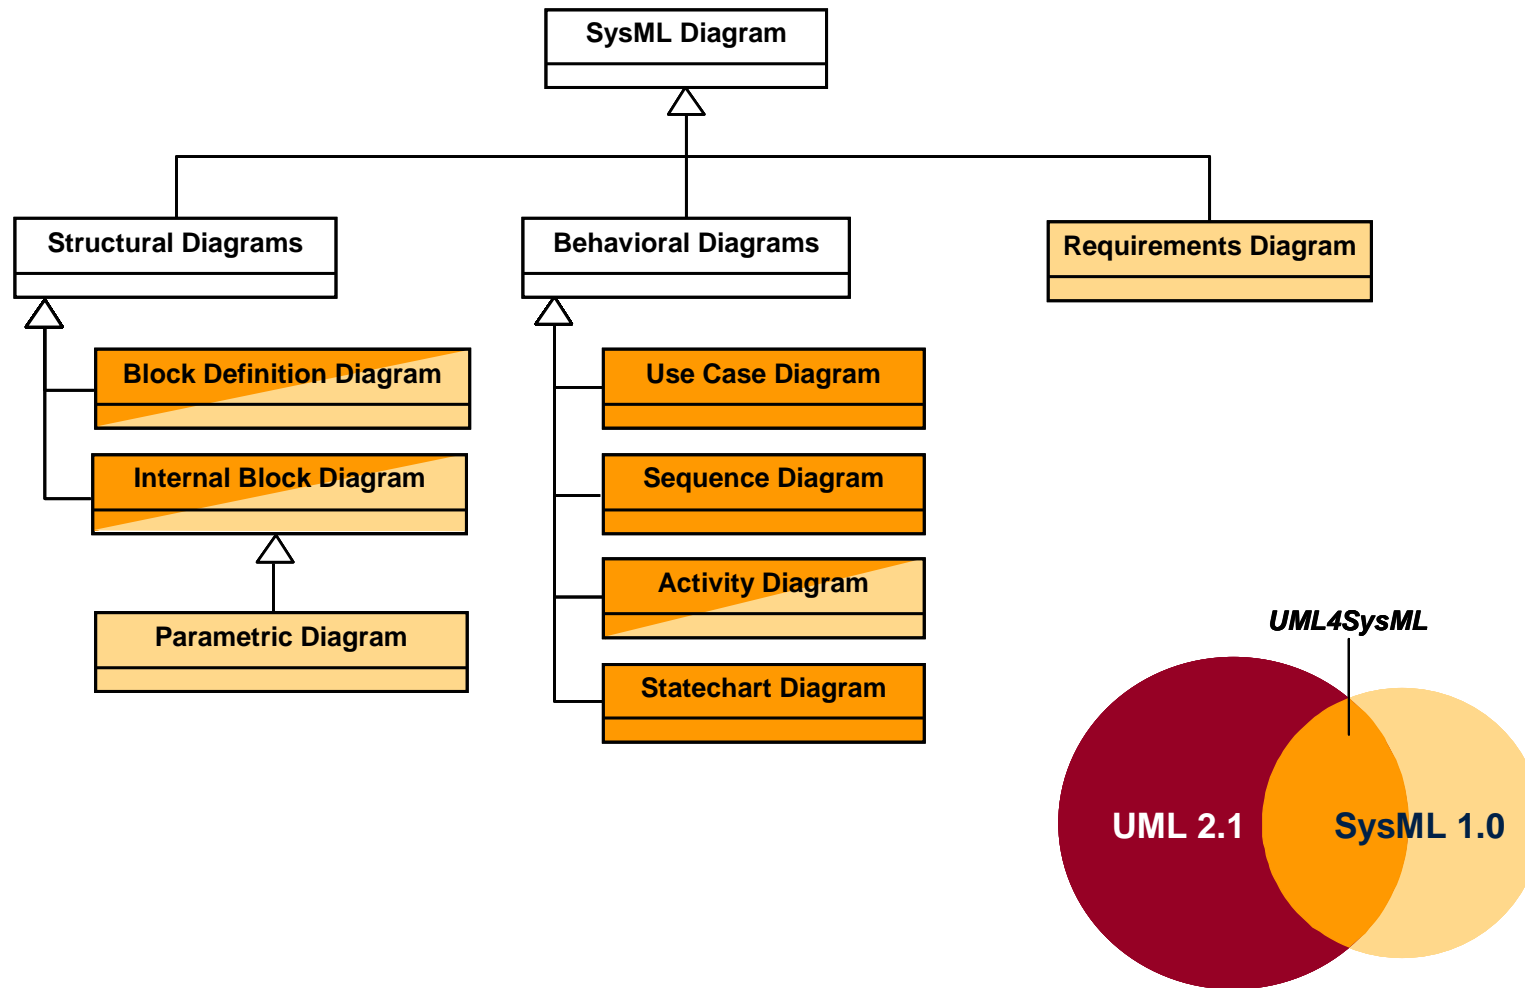 SysML Diagram
Structural Diagrams
Behavioral Diagrams
Requirements Diagram
Block Definition Diagram
Use Case Diagram
Internal Block Diagram
Sequence Diagram
Activity Diagram
Parametric Diagram
Statechart Diagram
UML4SysML
UML 2.1
SysML 1.0